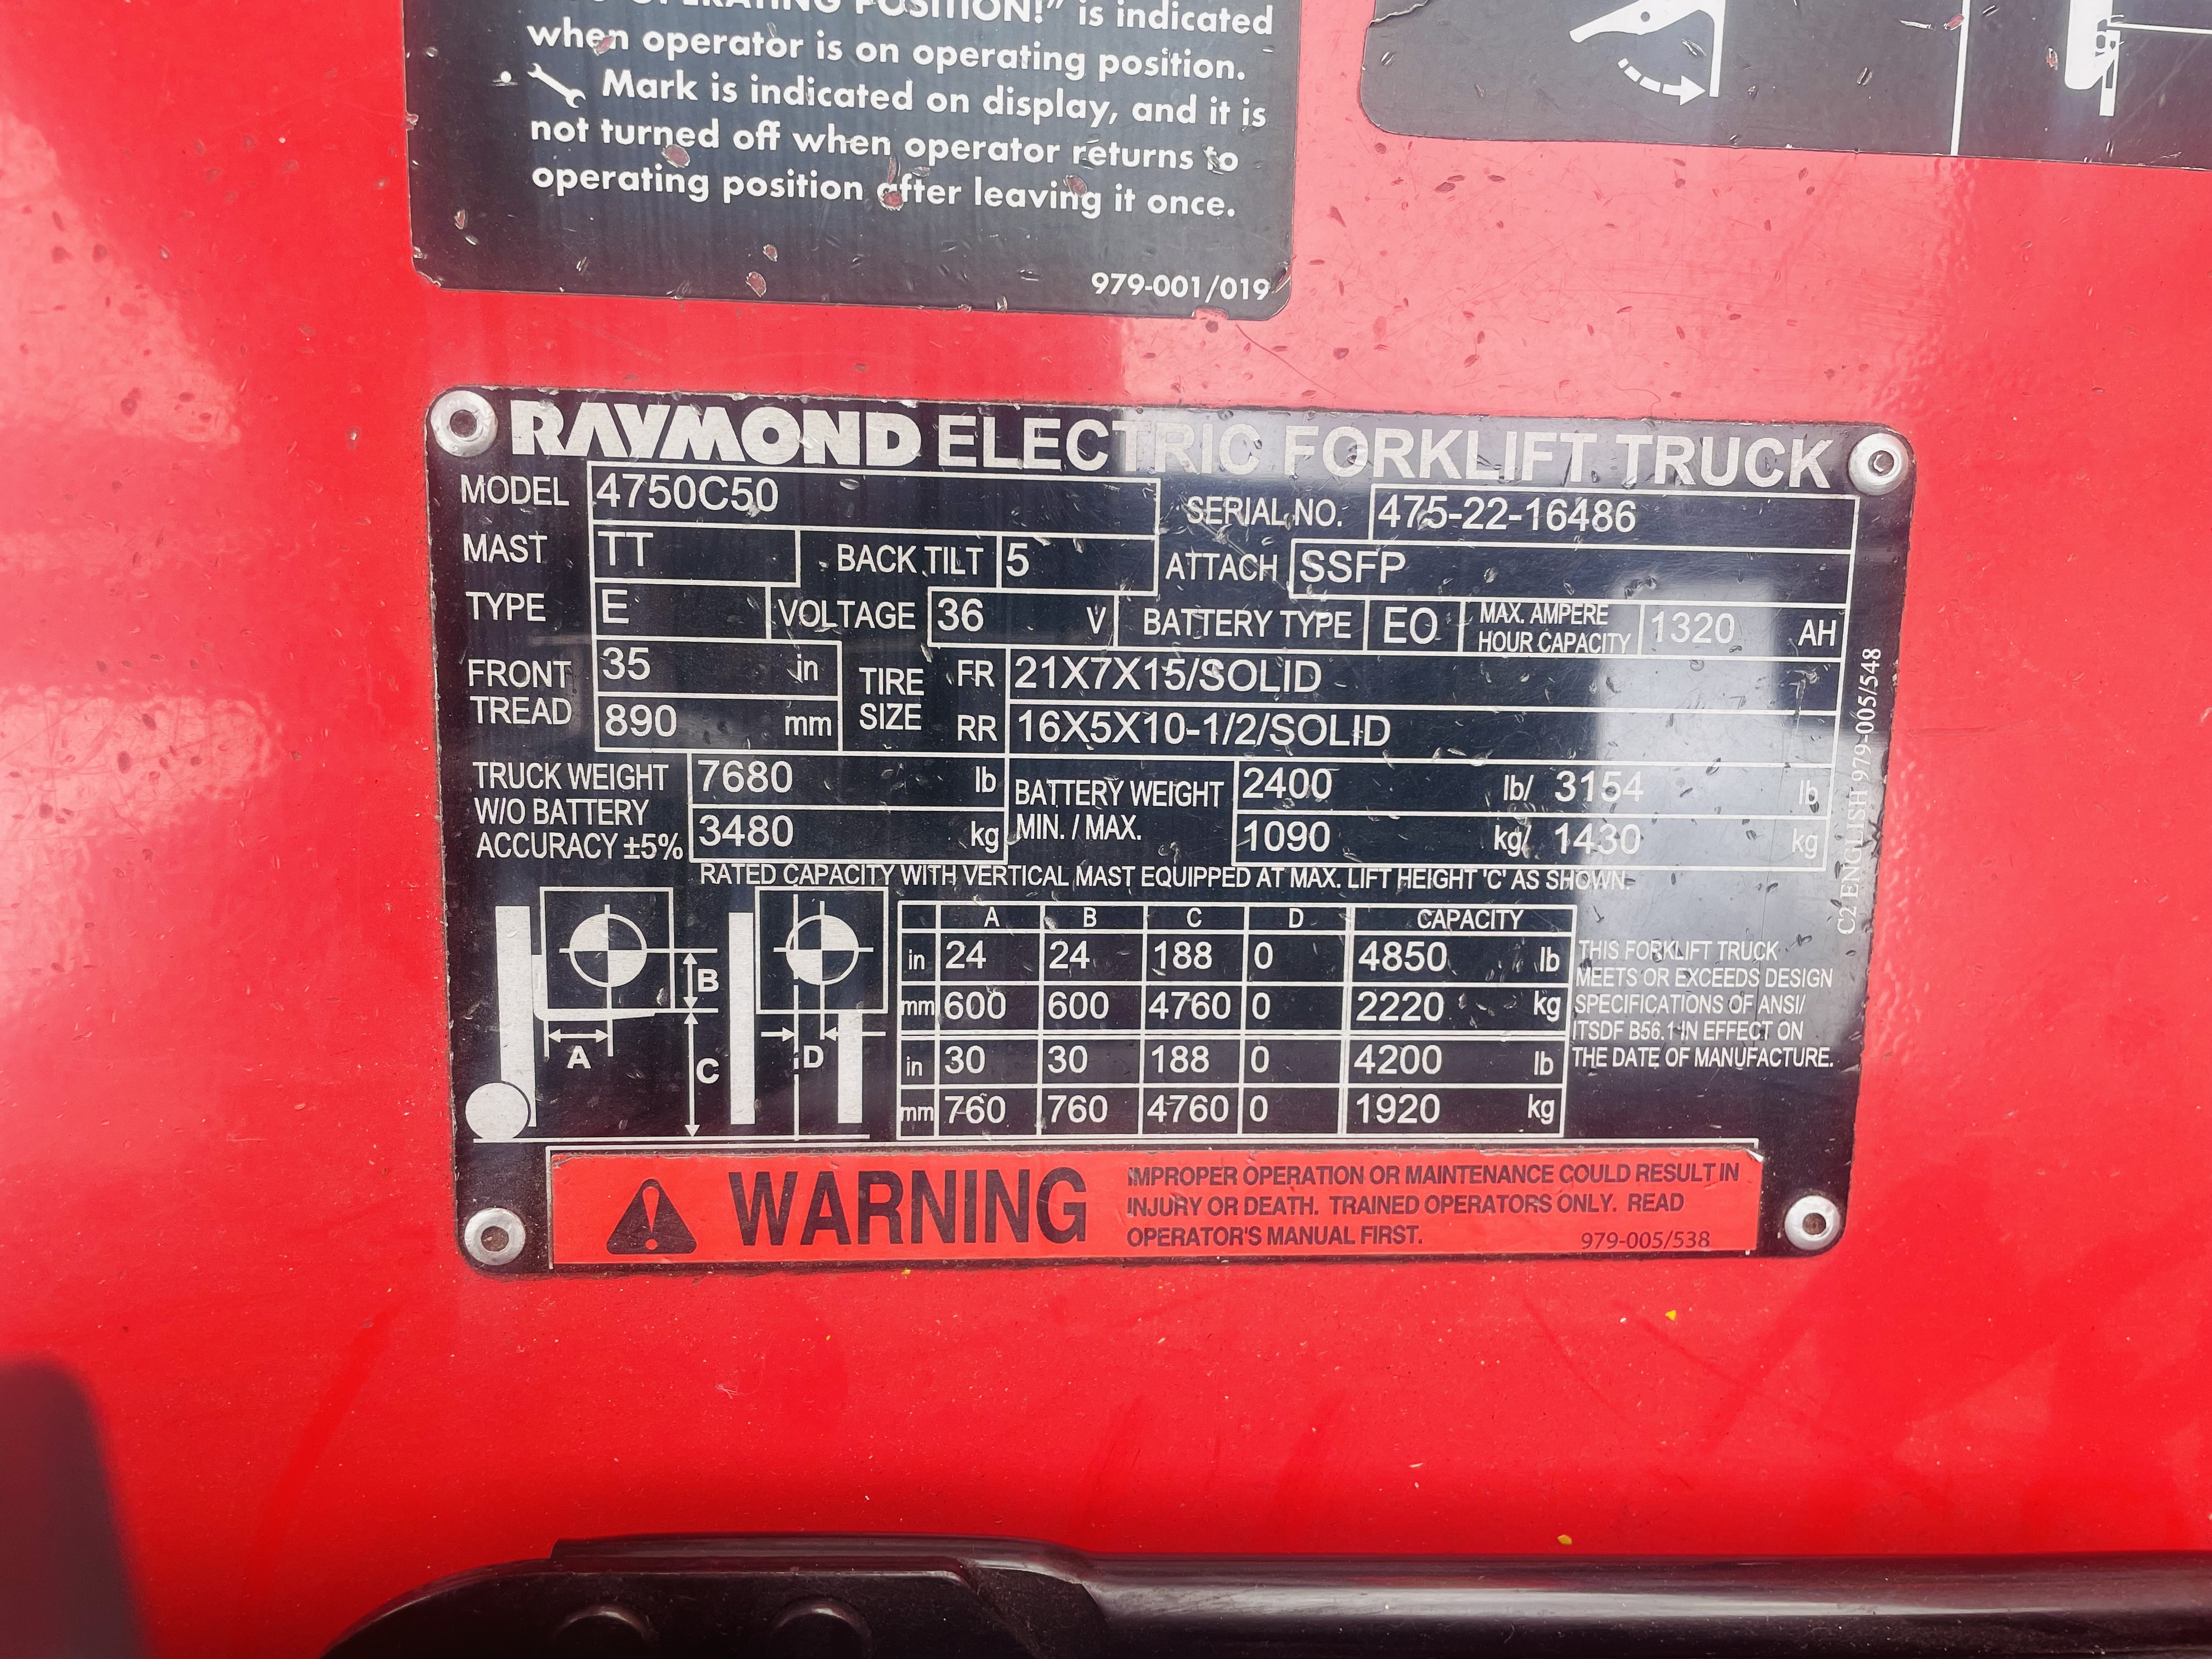 OPERATING POSITION!" is indicated
when operator is on operating position.
Mark is indicated on display, and it is
not turned off when operator returns to
operating position after leaving it once.
979-001/019
RAYMOND ELECTRIC FORKLIFT TRUCK
MODEL 4750C50 SERIAL NO. 475-22-16486
MAST TT BACK TILT 5 ATTACH SSFP
TYPE E VOLTAGE 36 V BATTERY TYPE EO MAX. AMPERE HOUR CAPACITY 1320 AH
FRONT TREAD 35 in TIRE SIZE FR 21X7X15/SOLID
890 mm RR 16X5X10-1/2/SOLID
TRUCK WEIGHT W/O BATTERY ACCURACY ±5% 7680 lb BATTERY WEIGHT MIN. / MAX. 2400 lb/ 3154 lb
3480 kg 1090 kg/ 1430 kg
RATED CAPACITY WITH VERTICAL MAST EQUIPPED AT MAX. LIFT HEIGHT 'C' AS SHOWN.
A B C D CAPACITY
in 24 24 188 0 4850 lb
mm 600 600 4760 0 2220 kg
in 30 30 188 0 4200 lb
mm 760 760 4760 0 1920 kg
A B C D
THIS FORKLIFT TRUCK
MEETS OR EXCEEDS DESIGN
SPECIFICATIONS OF ANSI/
ITSDF B56.1 IN EFFECT ON
THE DATE OF MANUFACTURE.
C2 ENGLISH 979-005/548
WARNING
IMPROPER OPERATION OR MAINTENANCE COULD RESULT IN
INJURY OR DEATH. TRAINED OPERATORS ONLY. READ
OPERATOR'S MANUAL FIRST.
979-005/538